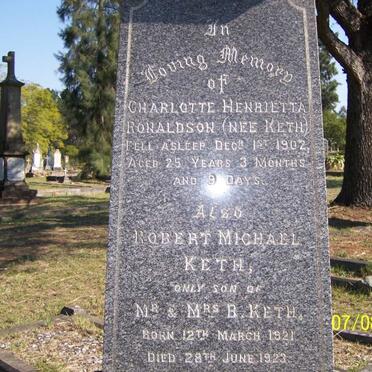 In
Loving Memory
of
Charlotte Henrietta
Ronaldson (nee Keth)
Fell asleep Decr 1st 1902,
Aged 25 Years 3 Months
and 9 Days.
Also
Robert Michael
Keth,
only son of
Mr & Mrs B. Keth,
Born 12th March 1921
Died 28th June 1923.
07/0